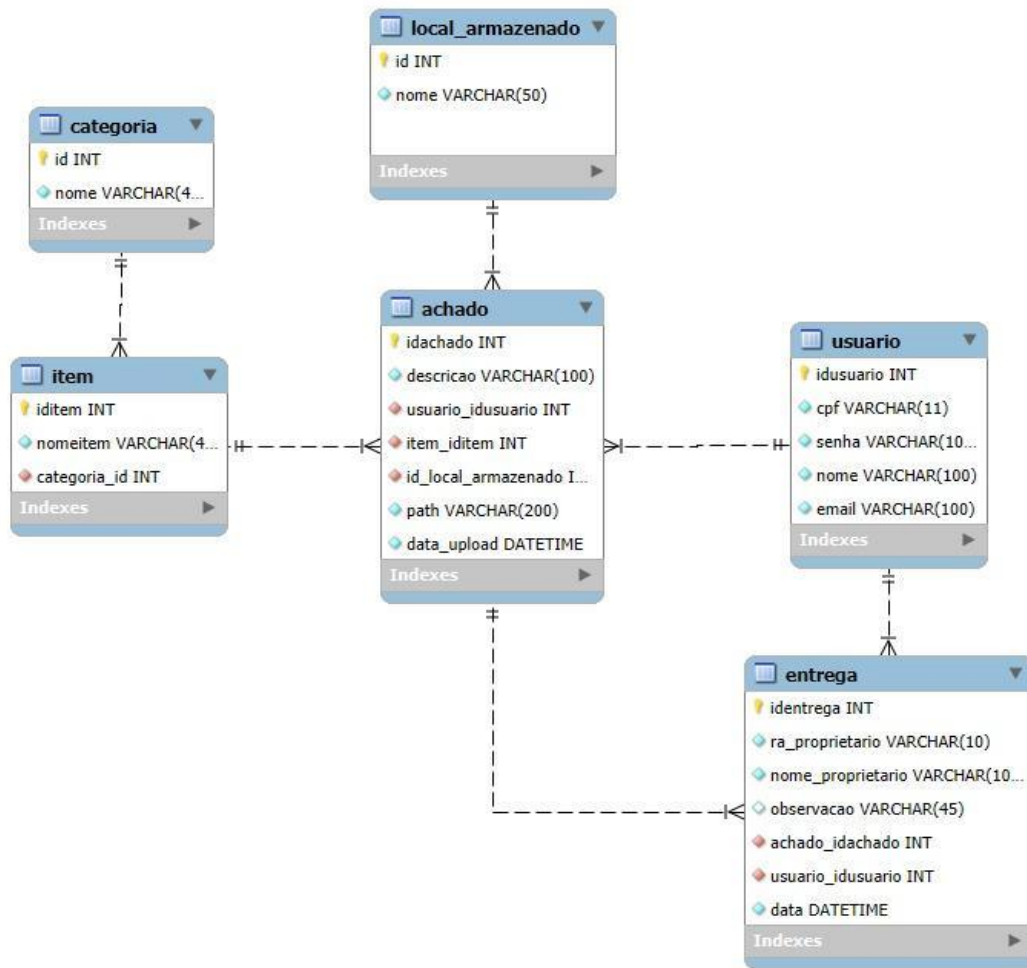 local_armazenado
id INT
nome VARCHAR(50)
Indexes
categoria
id INT
nome VARCHAR(4...
Indexes
achado
idachado INT
descricao VARCHAR(100)
usuario_idusuario INT
item_iditem INT
id_local_armazenado I...
path VARCHAR(200)
data_upload DATETIME
Indexes
usuario
idusuario INT
cpf VARCHAR(11)
senha VARCHAR(10...
nome VARCHAR(100)
email VARCHAR(100)
Indexes
item
iditem INT
nomeitem VARCHAR(4...
categoria_id INT
Indexes
entrega
identrega INT
ra_proprietario VARCHAR(10)
nome_proprietario VARCHAR(10...
observacao VARCHAR(45)
achado_idachado INT
usuario_idusuario INT
data DATETIME
Indexes